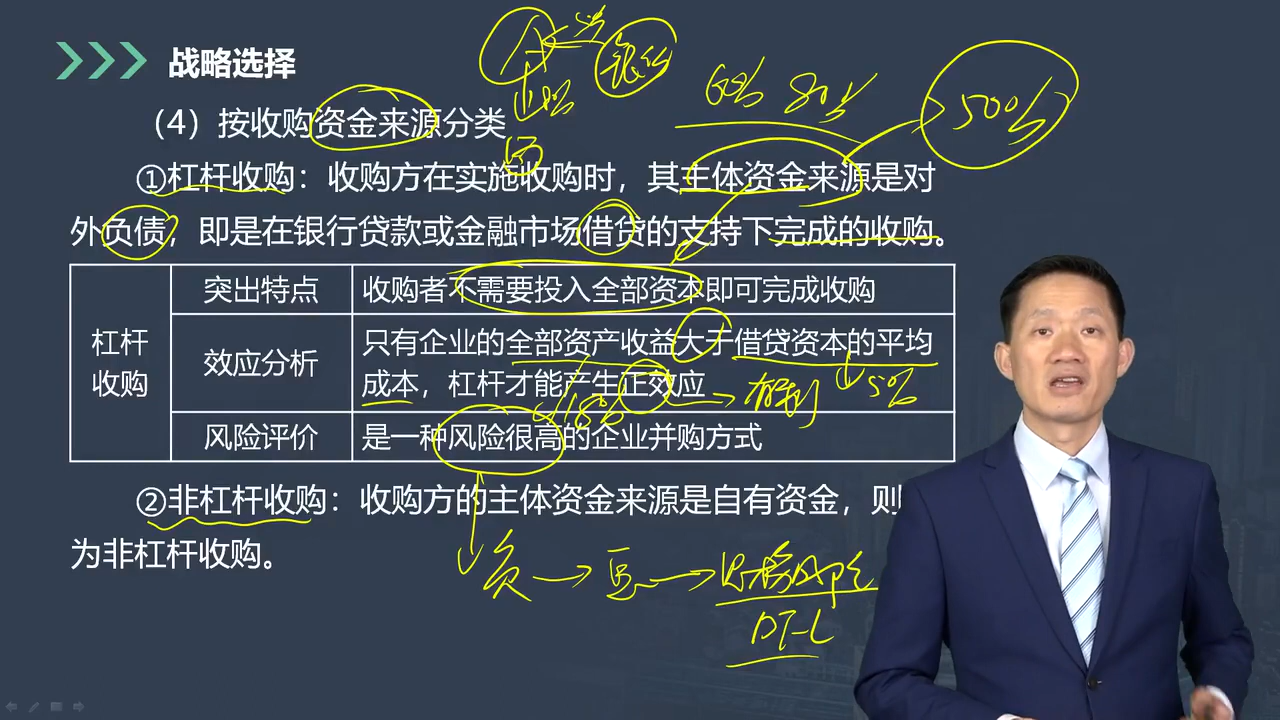 战略选择
（4）按收购资金来源分类
①杠杆收购：收购方在实施收购时，其主体资金来源是对
外负债，即是在银行贷款或金融市场借贷的支持下完成的收购。
杠杆收购
突出特点 收购者不需要投入全部资本即可完成收购
效应分析 只有企业的全部资产收益大于借贷资本的平均
成本，杠杆才能产生正效应
风险评价 是一种风险很高的企业并购方式
②非杠杆收购：收购方的主体资金来源是自有资金，则
为非杠杆收购。
银行
60% 80%
>50%
5%
有利
负
DFL